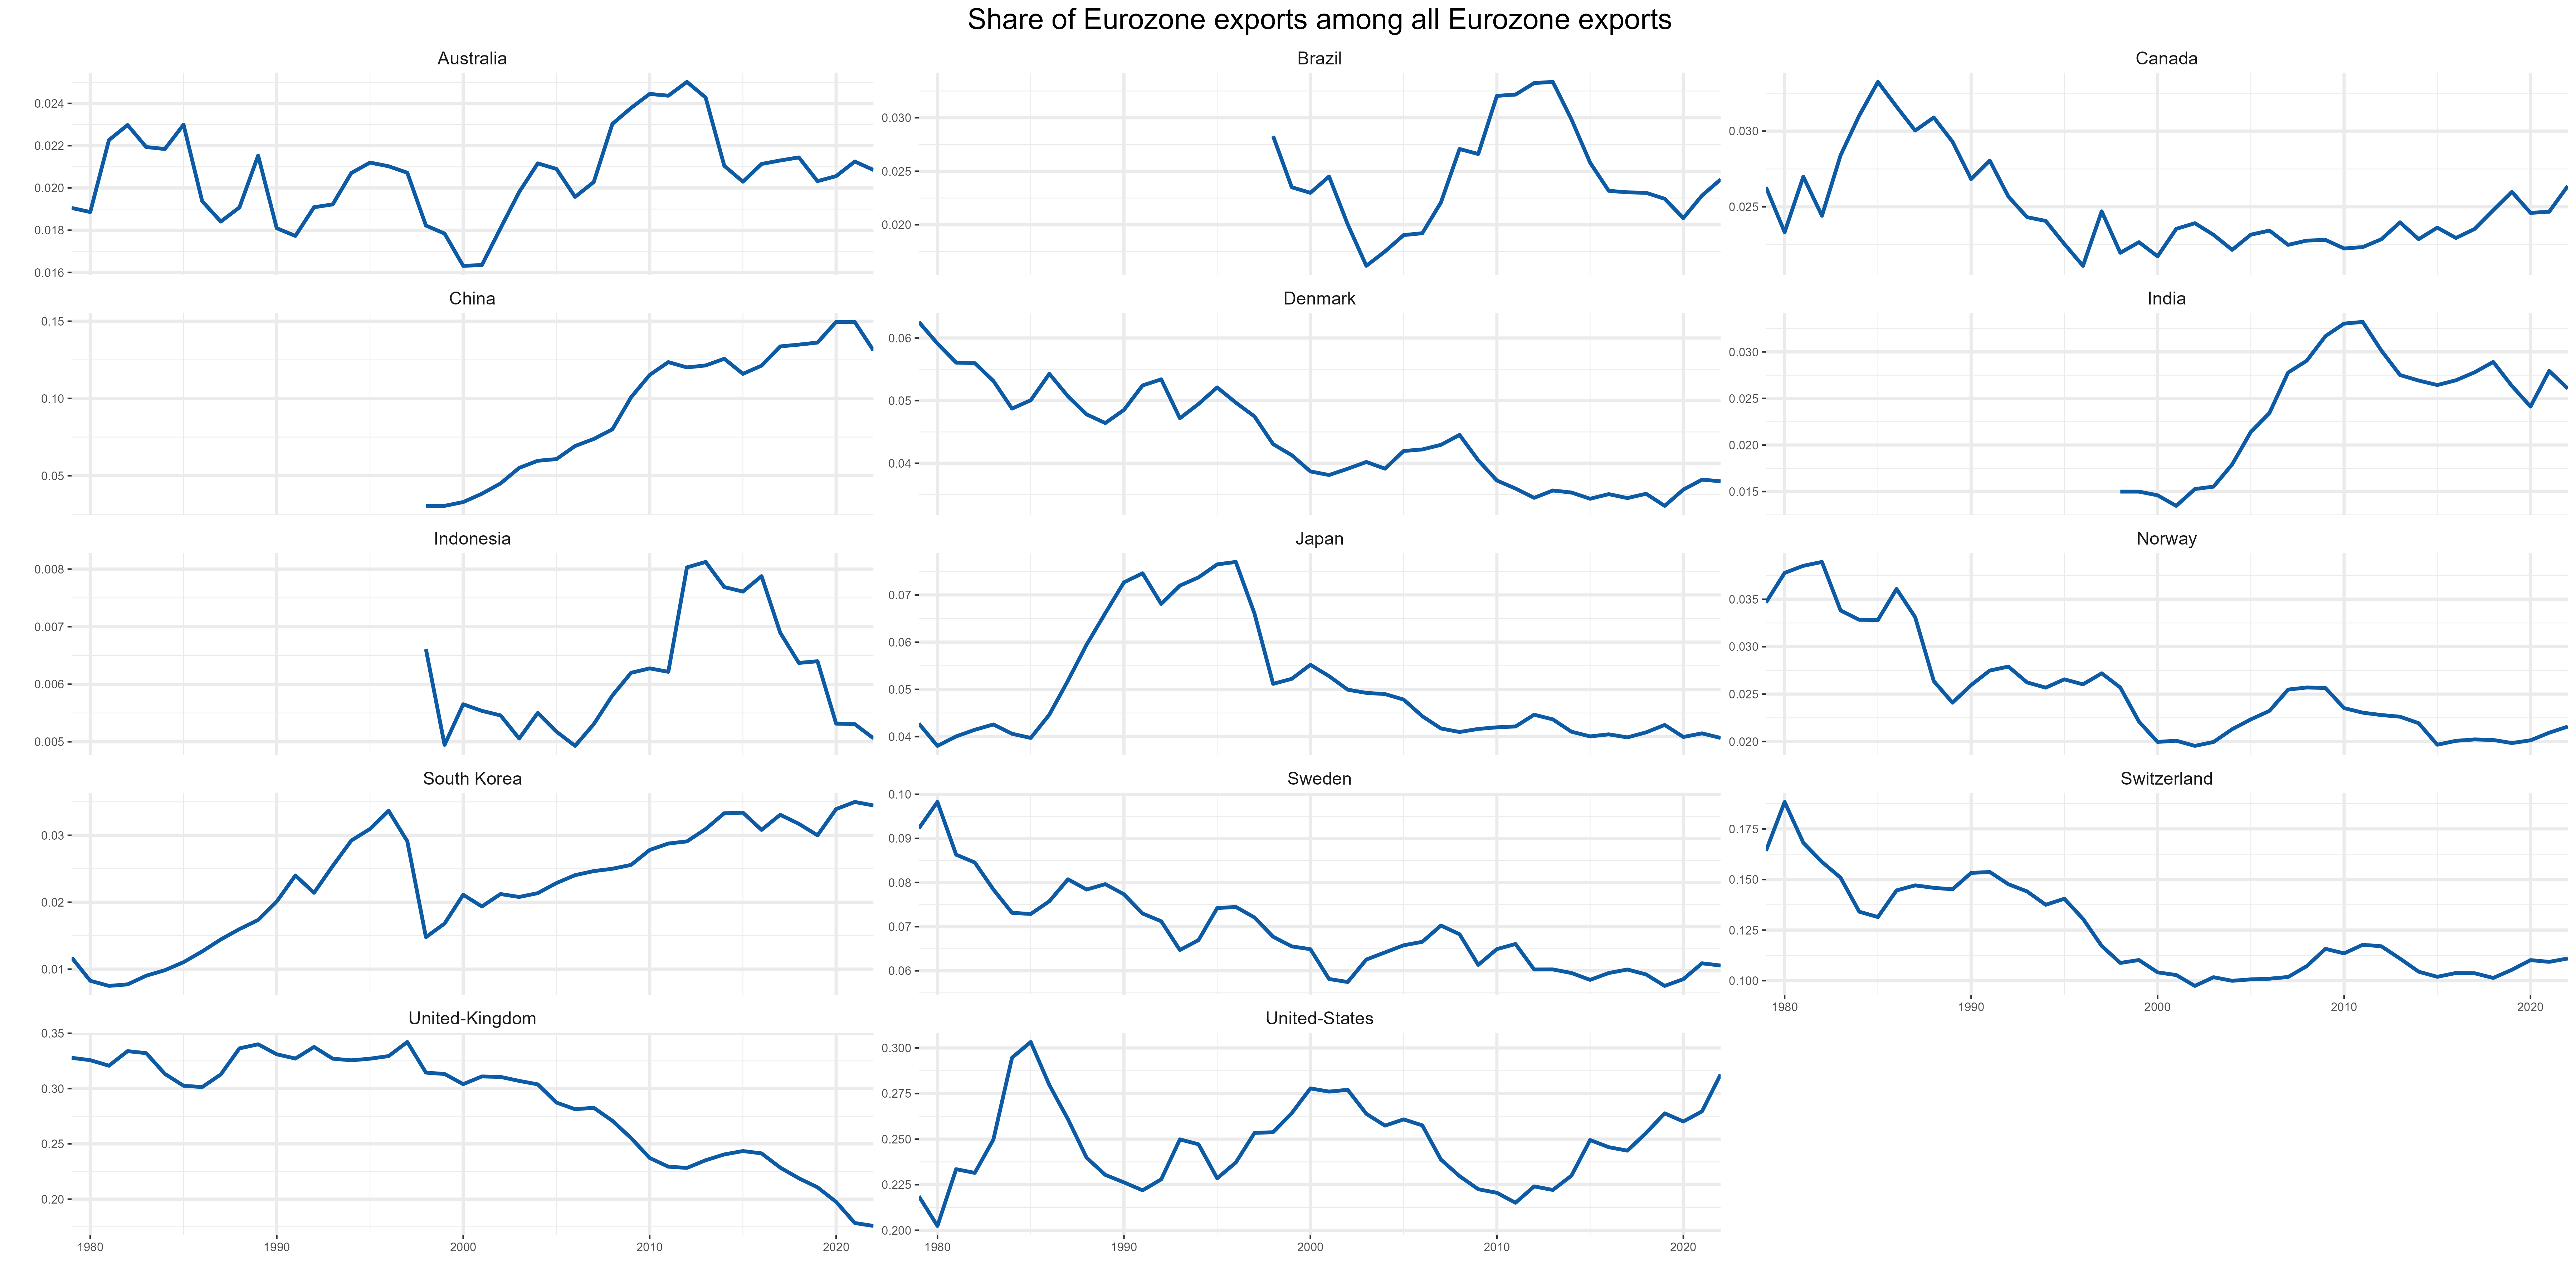 Share of Eurozone exports among all Eurozone exports
Australia
0.024
0.022
0.020
0.018
0.016
Brazil
0.030
0.025
0.020
Canada
0.030
0.025
China
0.15
0.10
0.05
Denmark
0.06
0.05
0.04
India
0.030
0.025
0.020
0.015
Indonesia
0.008
0.007
0.006
0.005
Japan
0.07
0.06
0.05
0.04
Norway
0.035
0.030
0.025
0.020
South Korea
0.03
0.02
0.01
Sweden
0.10
0.09
0.08
0.07
0.06
Switzerland
0.175
0.150
0.125
0.100
1980 1990 2000 2010 2020
United-Kingdom
0.35
0.30
0.25
0.20
1980 1990 2000 2010 2020
United-States
0.300
0.275
0.250
0.225
0.200
1980 1990 2000 2010 2020